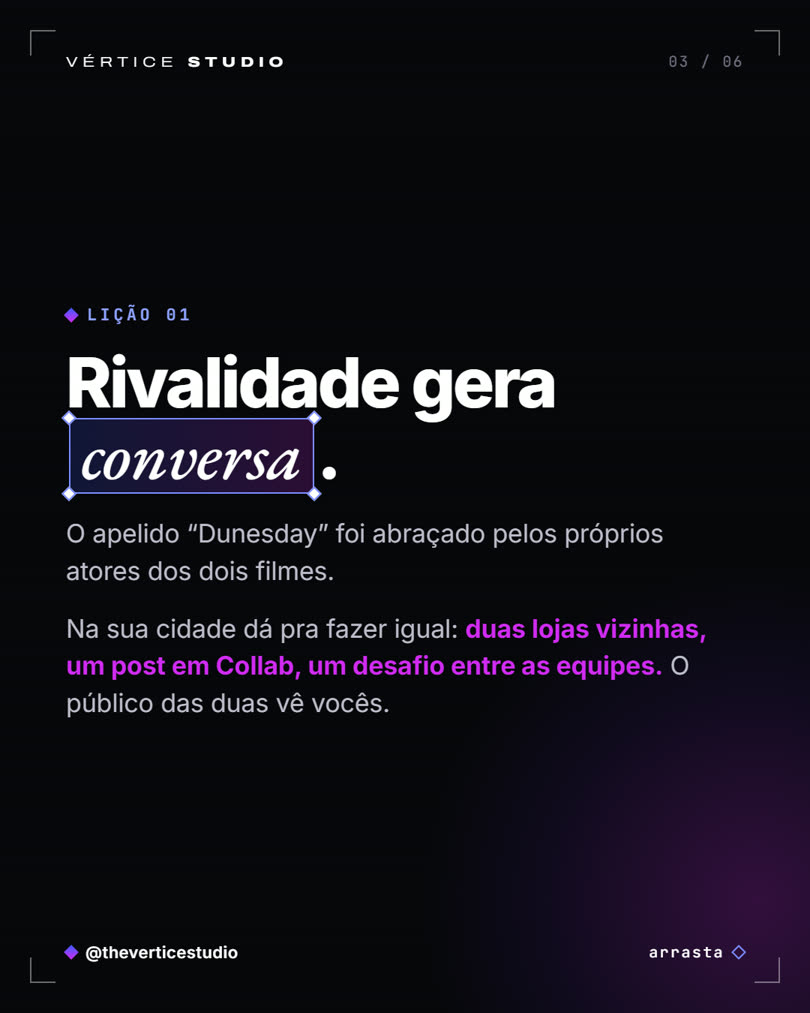 VÉRTICE STUDIO
03 / 06
LIÇÃO 01
Rivalidade gera
conversa.
O apelido “Dunesday” foi abraçado pelos próprios
atores dos dois filmes.
Na sua cidade dá pra fazer igual: duas lojas vizinhas,
um post em Collab, um desafio entre as equipes. O
público das duas vê vocês.
@theverticestudio
arrasta